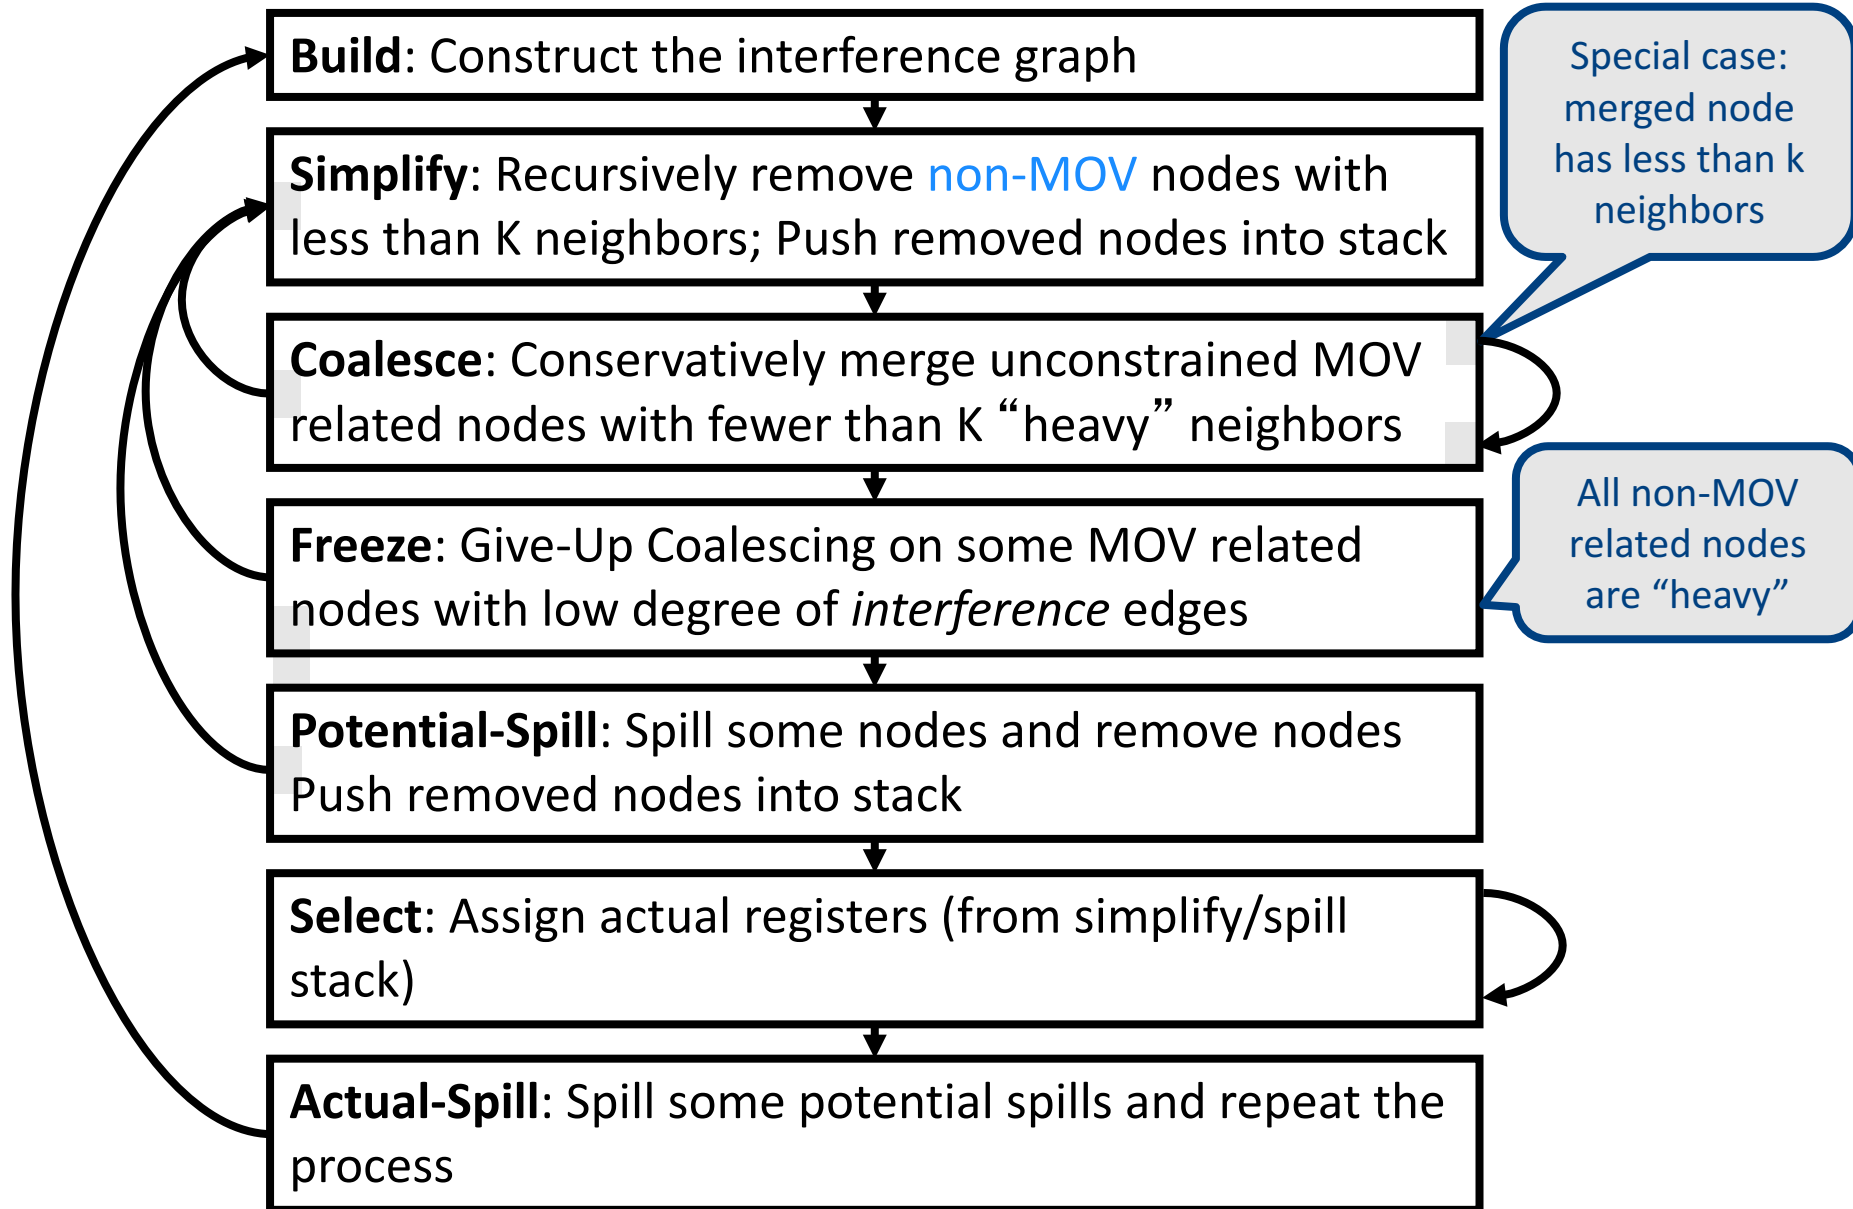 Build: Construct the interference graph
Special case:
merged node
has less than k
neighbors
Simplify: Recursively remove non-MOV nodes with
less than K neighbors; Push removed nodes into stack
Coalesce: Conservatively merge unconstrained MOV
related nodes with fewer than K “heavy” neighbors
All non-MOV
related nodes
are “heavy”
Freeze: Give-Up Coalescing on some MOV related
nodes with low degree of interference edges
Potential-Spill: Spill some nodes and remove nodes
Push removed nodes into stack
Select: Assign actual registers (from simplify/spill
stack)
Actual-Spill: Spill some potential spills and repeat the
process